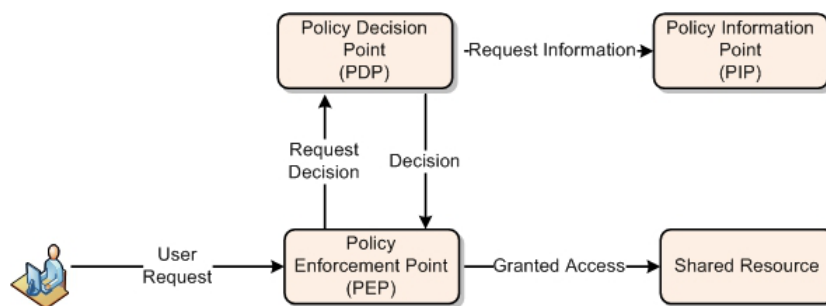 Policy Decision
Point
(PDP)
Request Information
Policy Information
Point
(PIP)
Request
Decision
Decision
User
Request
Policy
Enforcement Point
(PEP)
Granted Access
Shared Resource